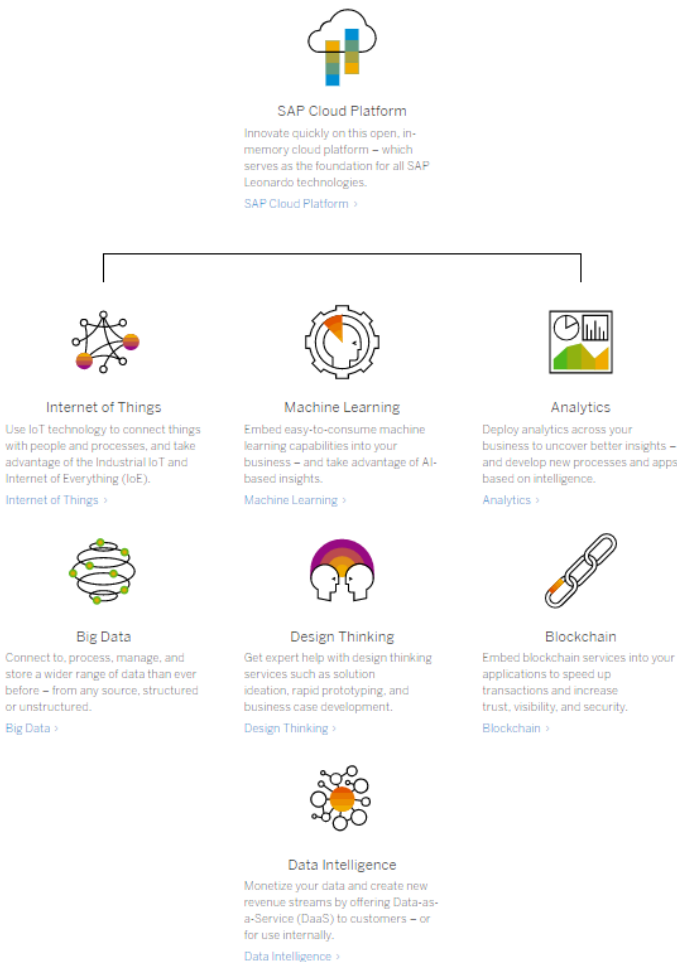 SAP Cloud Platform
Innovate quickly on this open, in-
memory cloud platform – which
serves as the foundation for all SAP
Leonardo technologies.
SAP Cloud Platform >
Internet of Things
Use IoT technology to connect things
with people and processes, and take
advantage of the Industrial IoT and
Internet of Everything (IoE).
Internet of Things >
Machine Learning
Embed easy-to-consume machine
learning capabilities into your
business – and take advantage of AI-
based insights.
Machine Learning >
Analytics
Deploy analytics across your
business to uncover better insights –
and develop new processes and apps
based on intelligence.
Analytics >
Big Data
Connect to, process, manage, and
store a wider range of data than ever
before – from any source, structured
or unstructured.
Big Data >
Design Thinking
Get expert help with design thinking
services such as solution
ideation, rapid prototyping, and
business case development.
Design Thinking >
Blockchain
Embed blockchain services into your
applications to speed up
transactions and increase
trust, visibility, and security.
Blockchain >
Data Intelligence
Monetize your data and create new
revenue streams by offering Data-as-
a-Service (DaaS) to customers – or
for use internally.
Data Intelligence >